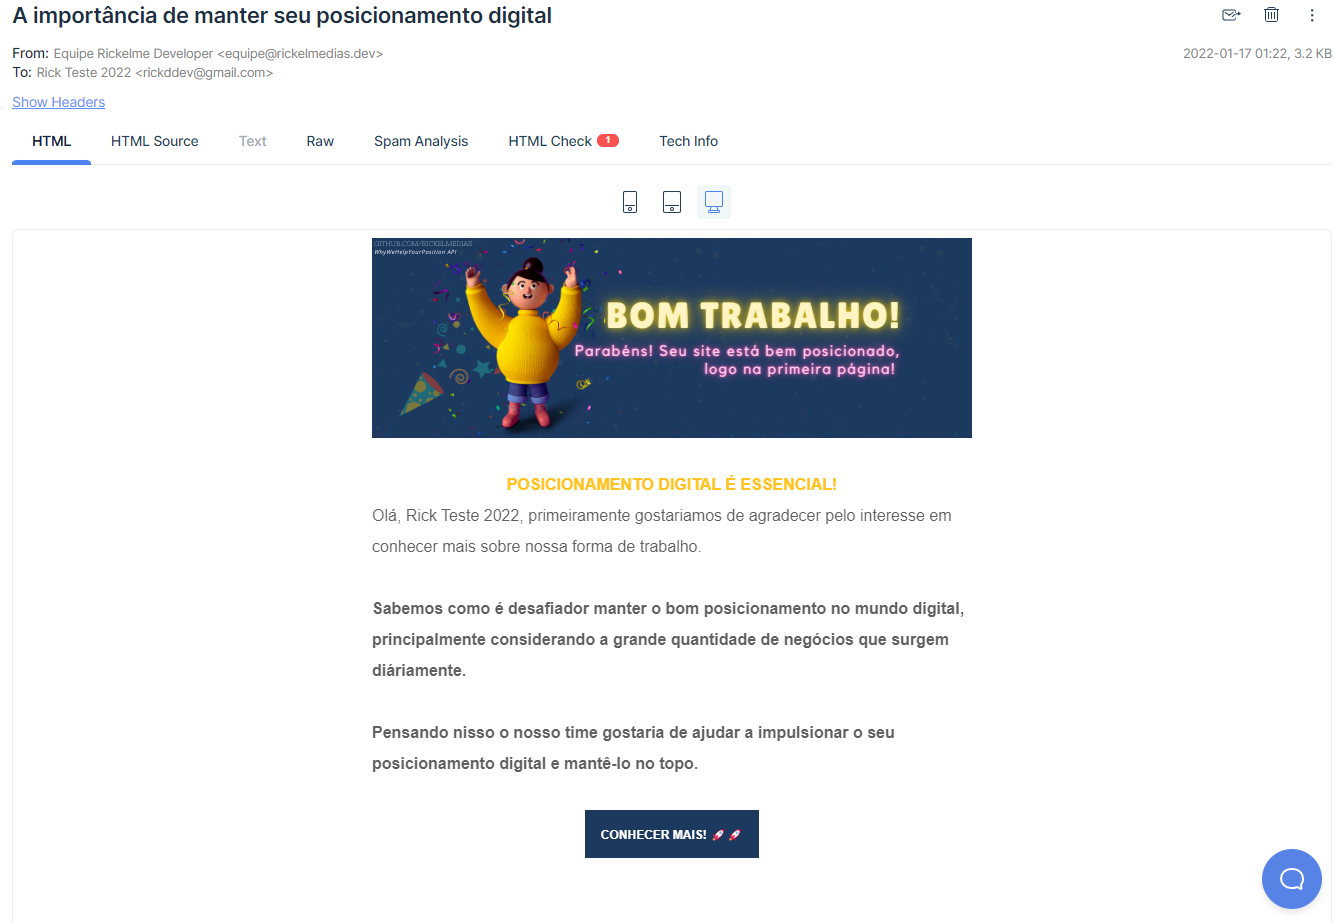 A importância de manter seu posicionamento digital
From: Equipe Rickelme Developer <equipe@rickelmedias.dev>
2022-01-17 01:22, 3.2 KB
To: Rick Teste 2022 <rickddev@gmail.com>
Show Headers
HTML HTML Source Text Raw Spam Analysis HTML Check 1 Tech Info
GITHUB.COM/RICKELMEDIAS
WhyWeHelpYourPosition API
BOM TRABALHO!
Parabéns! Seu site está bem posicionado,
logo na primeira página!
POSICIONAMENTO DIGITAL É ESSENCIAL!
Olá, Rick Teste 2022, primeiramente gostariamos de agradecer pelo interesse em
conhecer mais sobre nossa forma de trabalho.
Sabemos como é desafiador manter o bom posicionamento no mundo digital,
principalmente considerando a grande quantidade de negócios que surgem
diáriamente.
Pensando nisso o nosso time gostaria de ajudar a impulsionar o seu
posicionamento digital e mantê-lo no topo.
CONHECER MAIS! 🚀 🚀